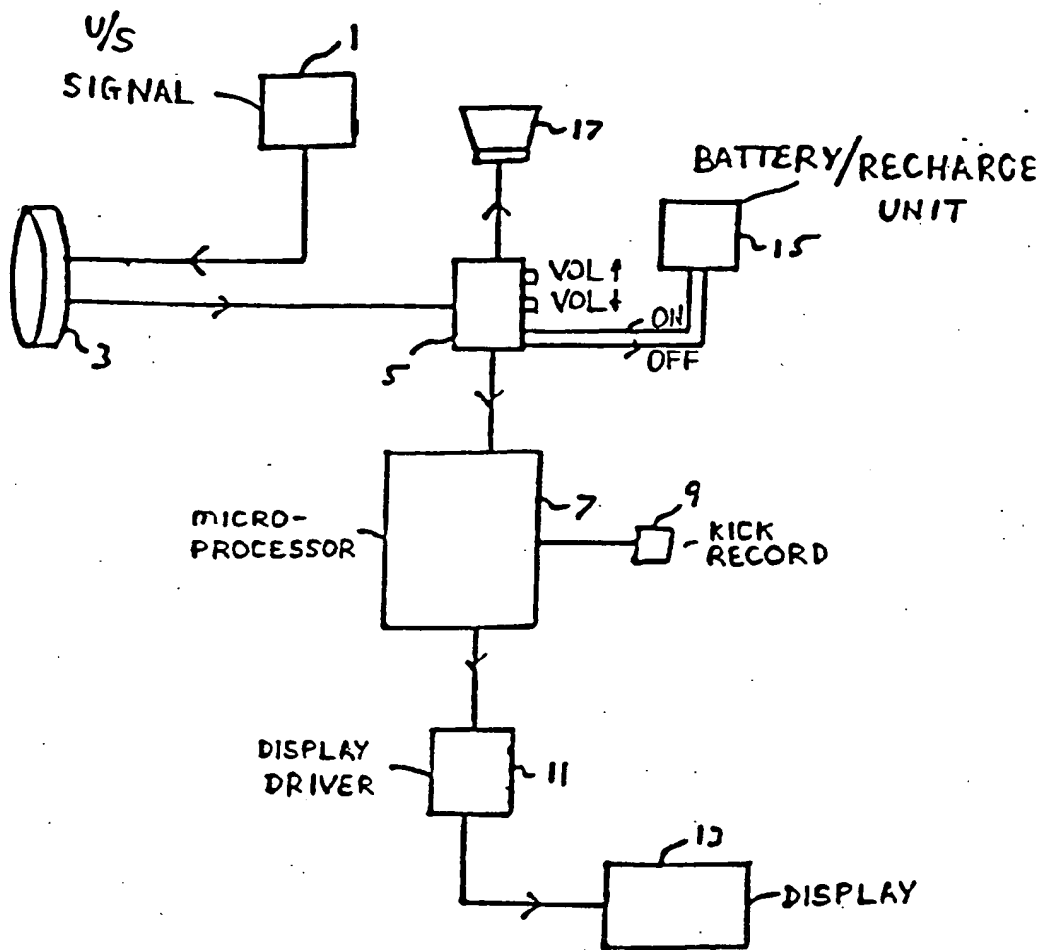 U/S
SIGNAL
1
17
BATTERY/RECHARGE
UNIT
15
3
5
VOL↑
VOL↓
ON
OFF
MICRO-
PROCESSOR
7
9
- KICK
RECORD
DISPLAY
DRIVER
11
13
DISPLAY